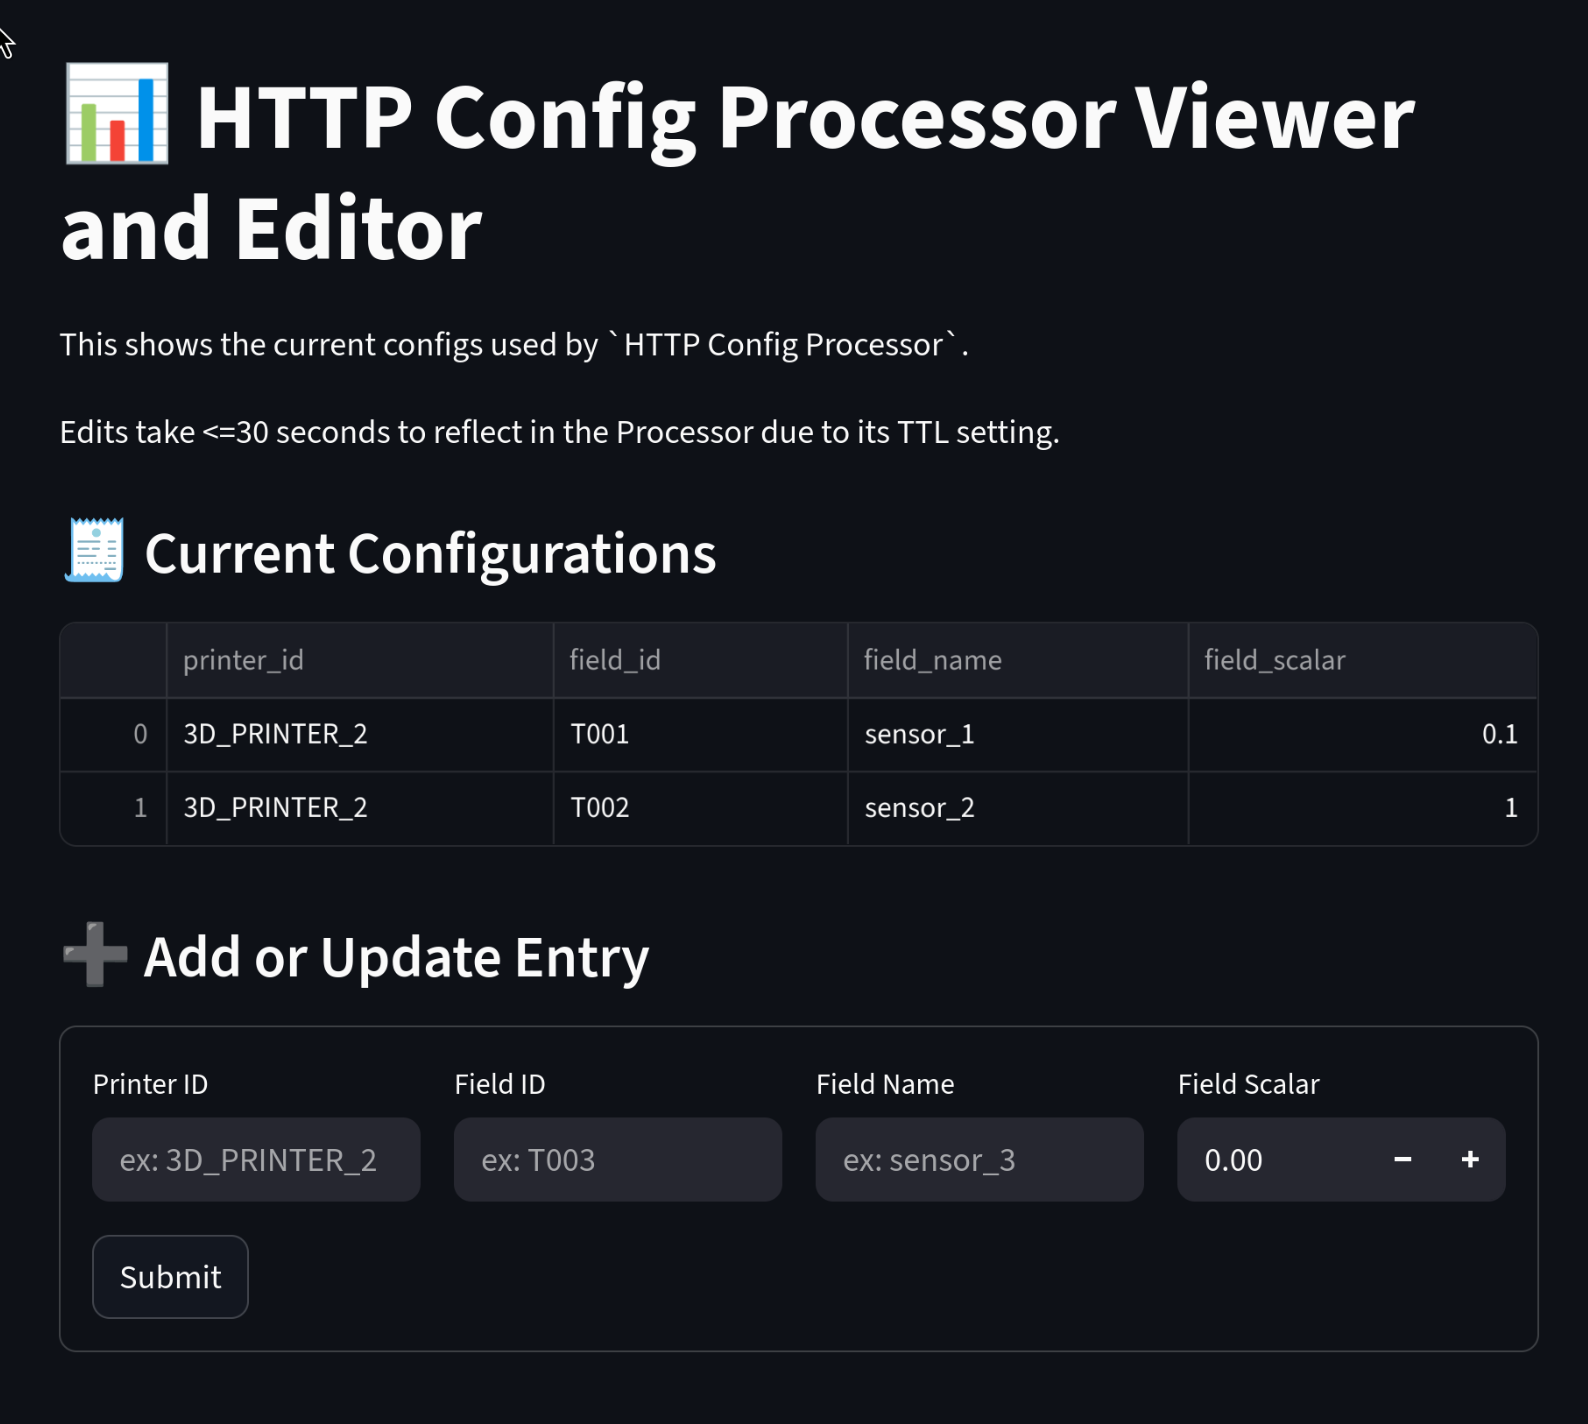 HTTP Config Processor Viewer
and Editor
This shows the current configs used by `HTTP Config Processor`.
Edits take <=30 seconds to reflect in the Processor due to its TTL setting.
Current Configurations
printer_id field_id field_name field_scalar
0 3D_PRINTER_2 T001 sensor_1 0.1
1 3D_PRINTER_2 T002 sensor_2 1
Add or Update Entry
Printer ID Field ID Field Name Field Scalar
ex: 3D_PRINTER_2 ex: T003 ex: sensor_3 0.00 − +
Submit